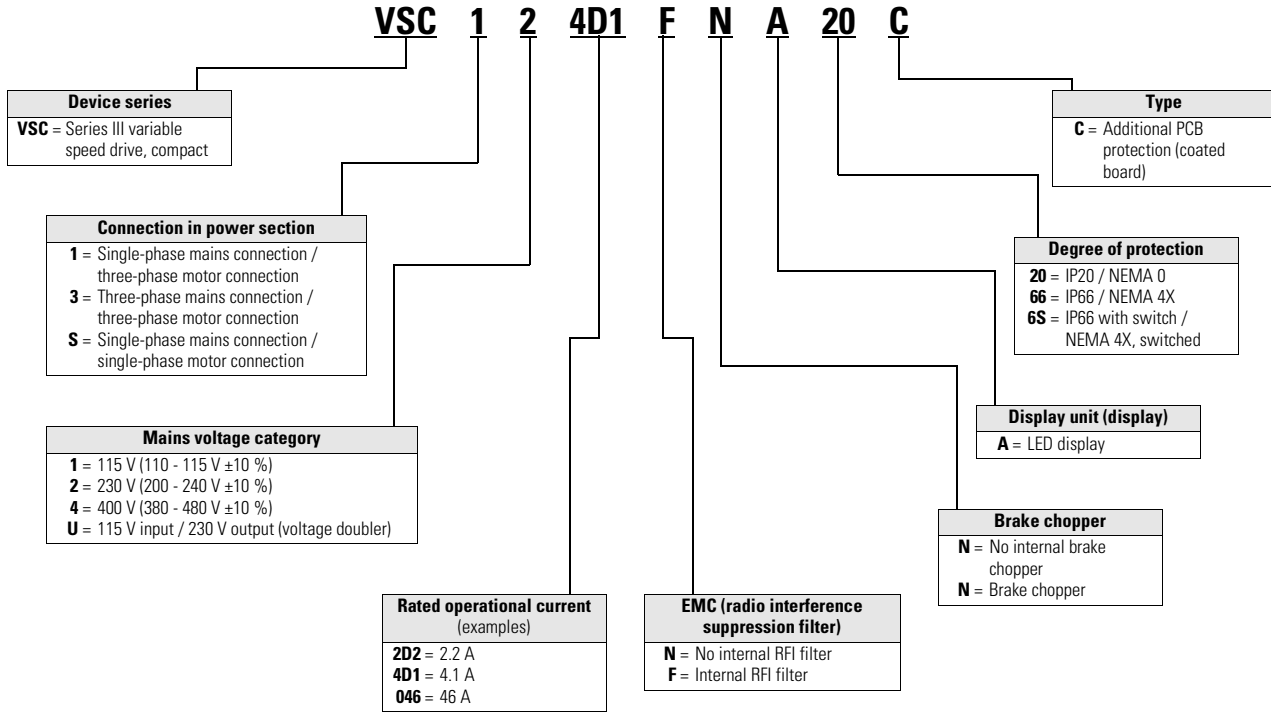 VSC 1 2 4D1 F N A 20 C
Device series
VSC = Series III variable
speed drive, compact
Type
C = Additional PCB
protection (coated
board)
Connection in power section
1 = Single-phase mains connection /
three-phase motor connection
3 = Three-phase mains connection /
three-phase motor connection
S = Single-phase mains connection /
single-phase motor connection
Degree of protection
20 = IP20 / NEMA 0
66 = IP66 / NEMA 4X
6S = IP66 with switch /
NEMA 4X, switched
Mains voltage category
1 = 115 V (110 - 115 V ±10 %)
2 = 230 V (200 - 240 V ±10 %)
4 = 400 V (380 - 480 V ±10 %)
U = 115 V input / 230 V output (voltage doubler)
Display unit (display)
A = LED display
Brake chopper
N = No internal brake
chopper
N = Brake chopper
Rated operational current
(examples)
2D2 = 2.2 A
4D1 = 4.1 A
046 = 46 A
EMC (radio interference
suppression filter)
N = No internal RFI filter
F = Internal RFI filter